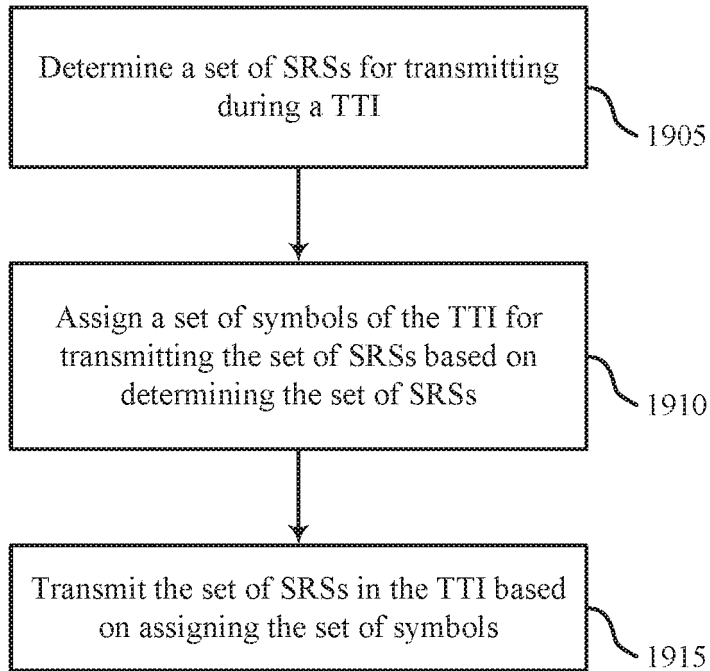 Determine a set of SRSs for transmitting
during a TTI
1905
Assign a set of symbols of the TTI for
transmitting the set of SRSs based on
determining the set of SRSs
1910
Transmit the set of SRSs in the TTI based
on assigning the set of symbols
1915